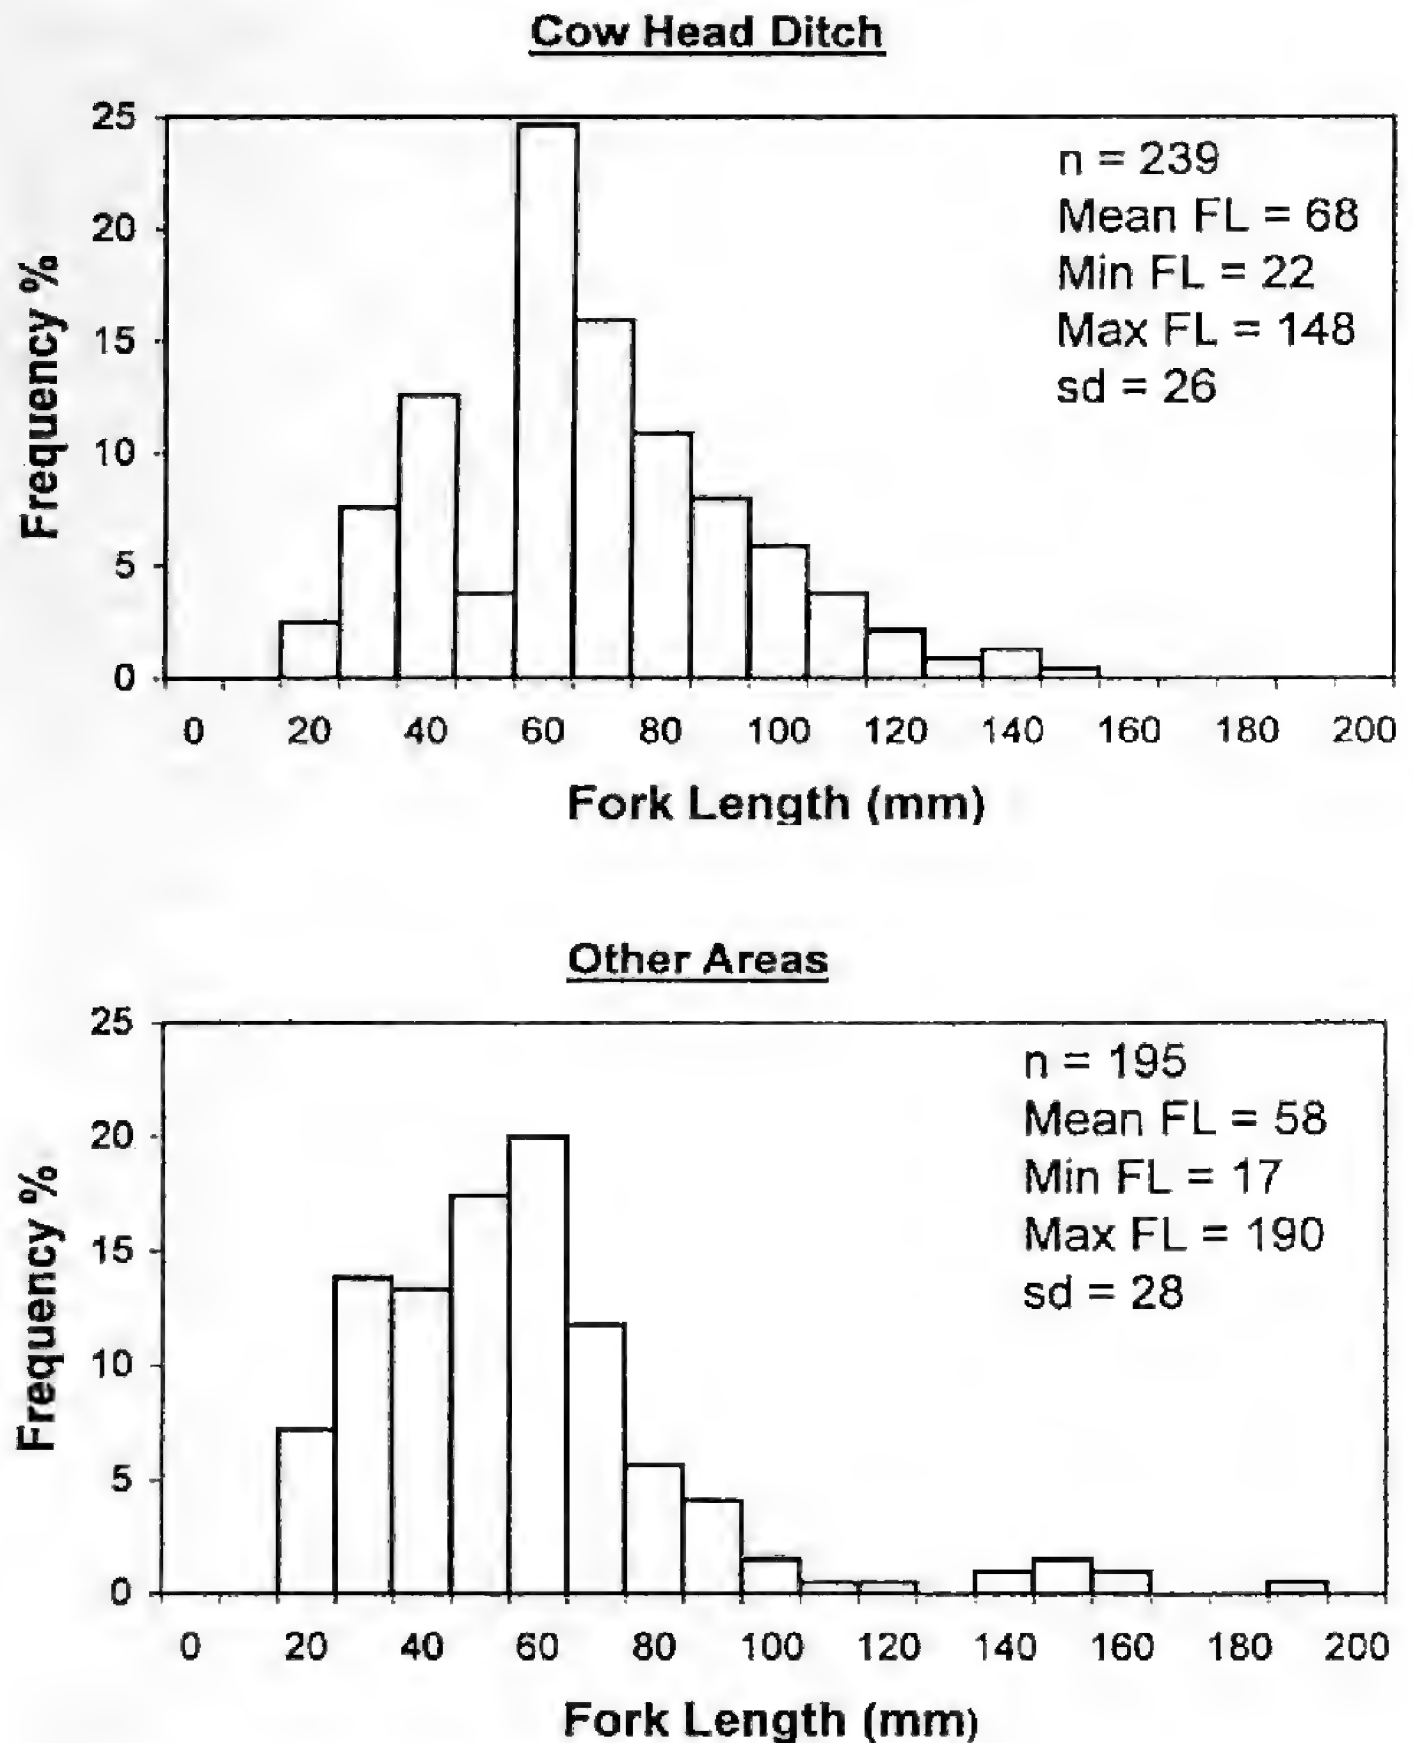 Cow Head Ditch
25
20
15
10
5
0
Frequency %
n = 239
Mean FL = 68
Min FL = 22
Max FL = 148
sd = 26
0 20 40 60 80 100 120 140 160 180 200
Fork Length (mm)
Other Areas
25
20
15
10
5
0
Frequency %
n = 195
Mean FL = 58
Min FL = 17
Max FL = 190
sd = 28
0 20 40 60 80 100 120 140 160 180 200
Fork Length (mm)